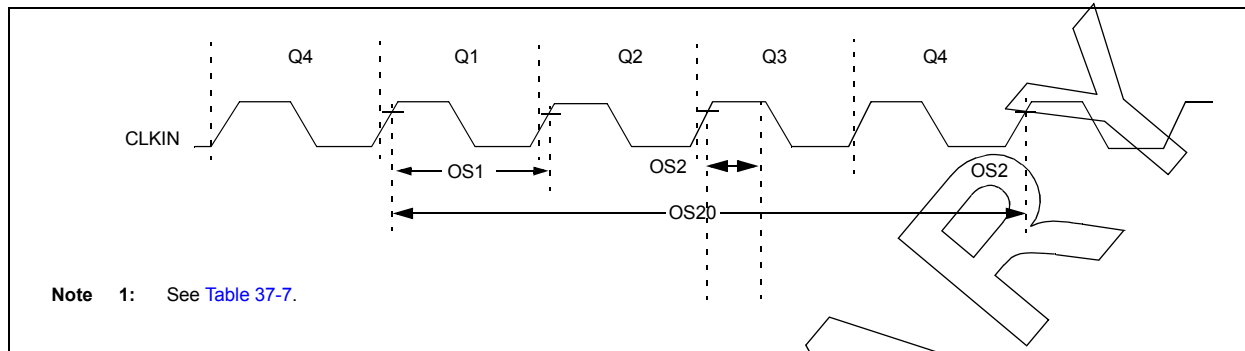 Q4 Q1 Q2 Q3 Q4
CLKIN
OS1 OS2 OS2
OS20
Note 1: See Table 37-7.